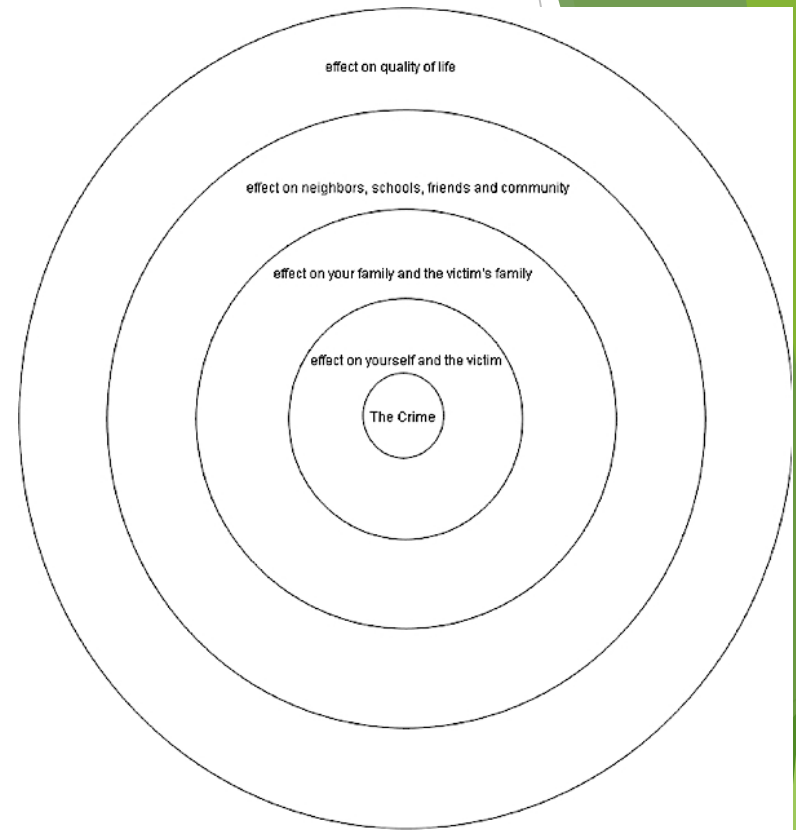 effect on quality of life
effect on neighbors, schools, friends and community
effect on your family and the victim's family
effect on yourself and the victim
The Crime